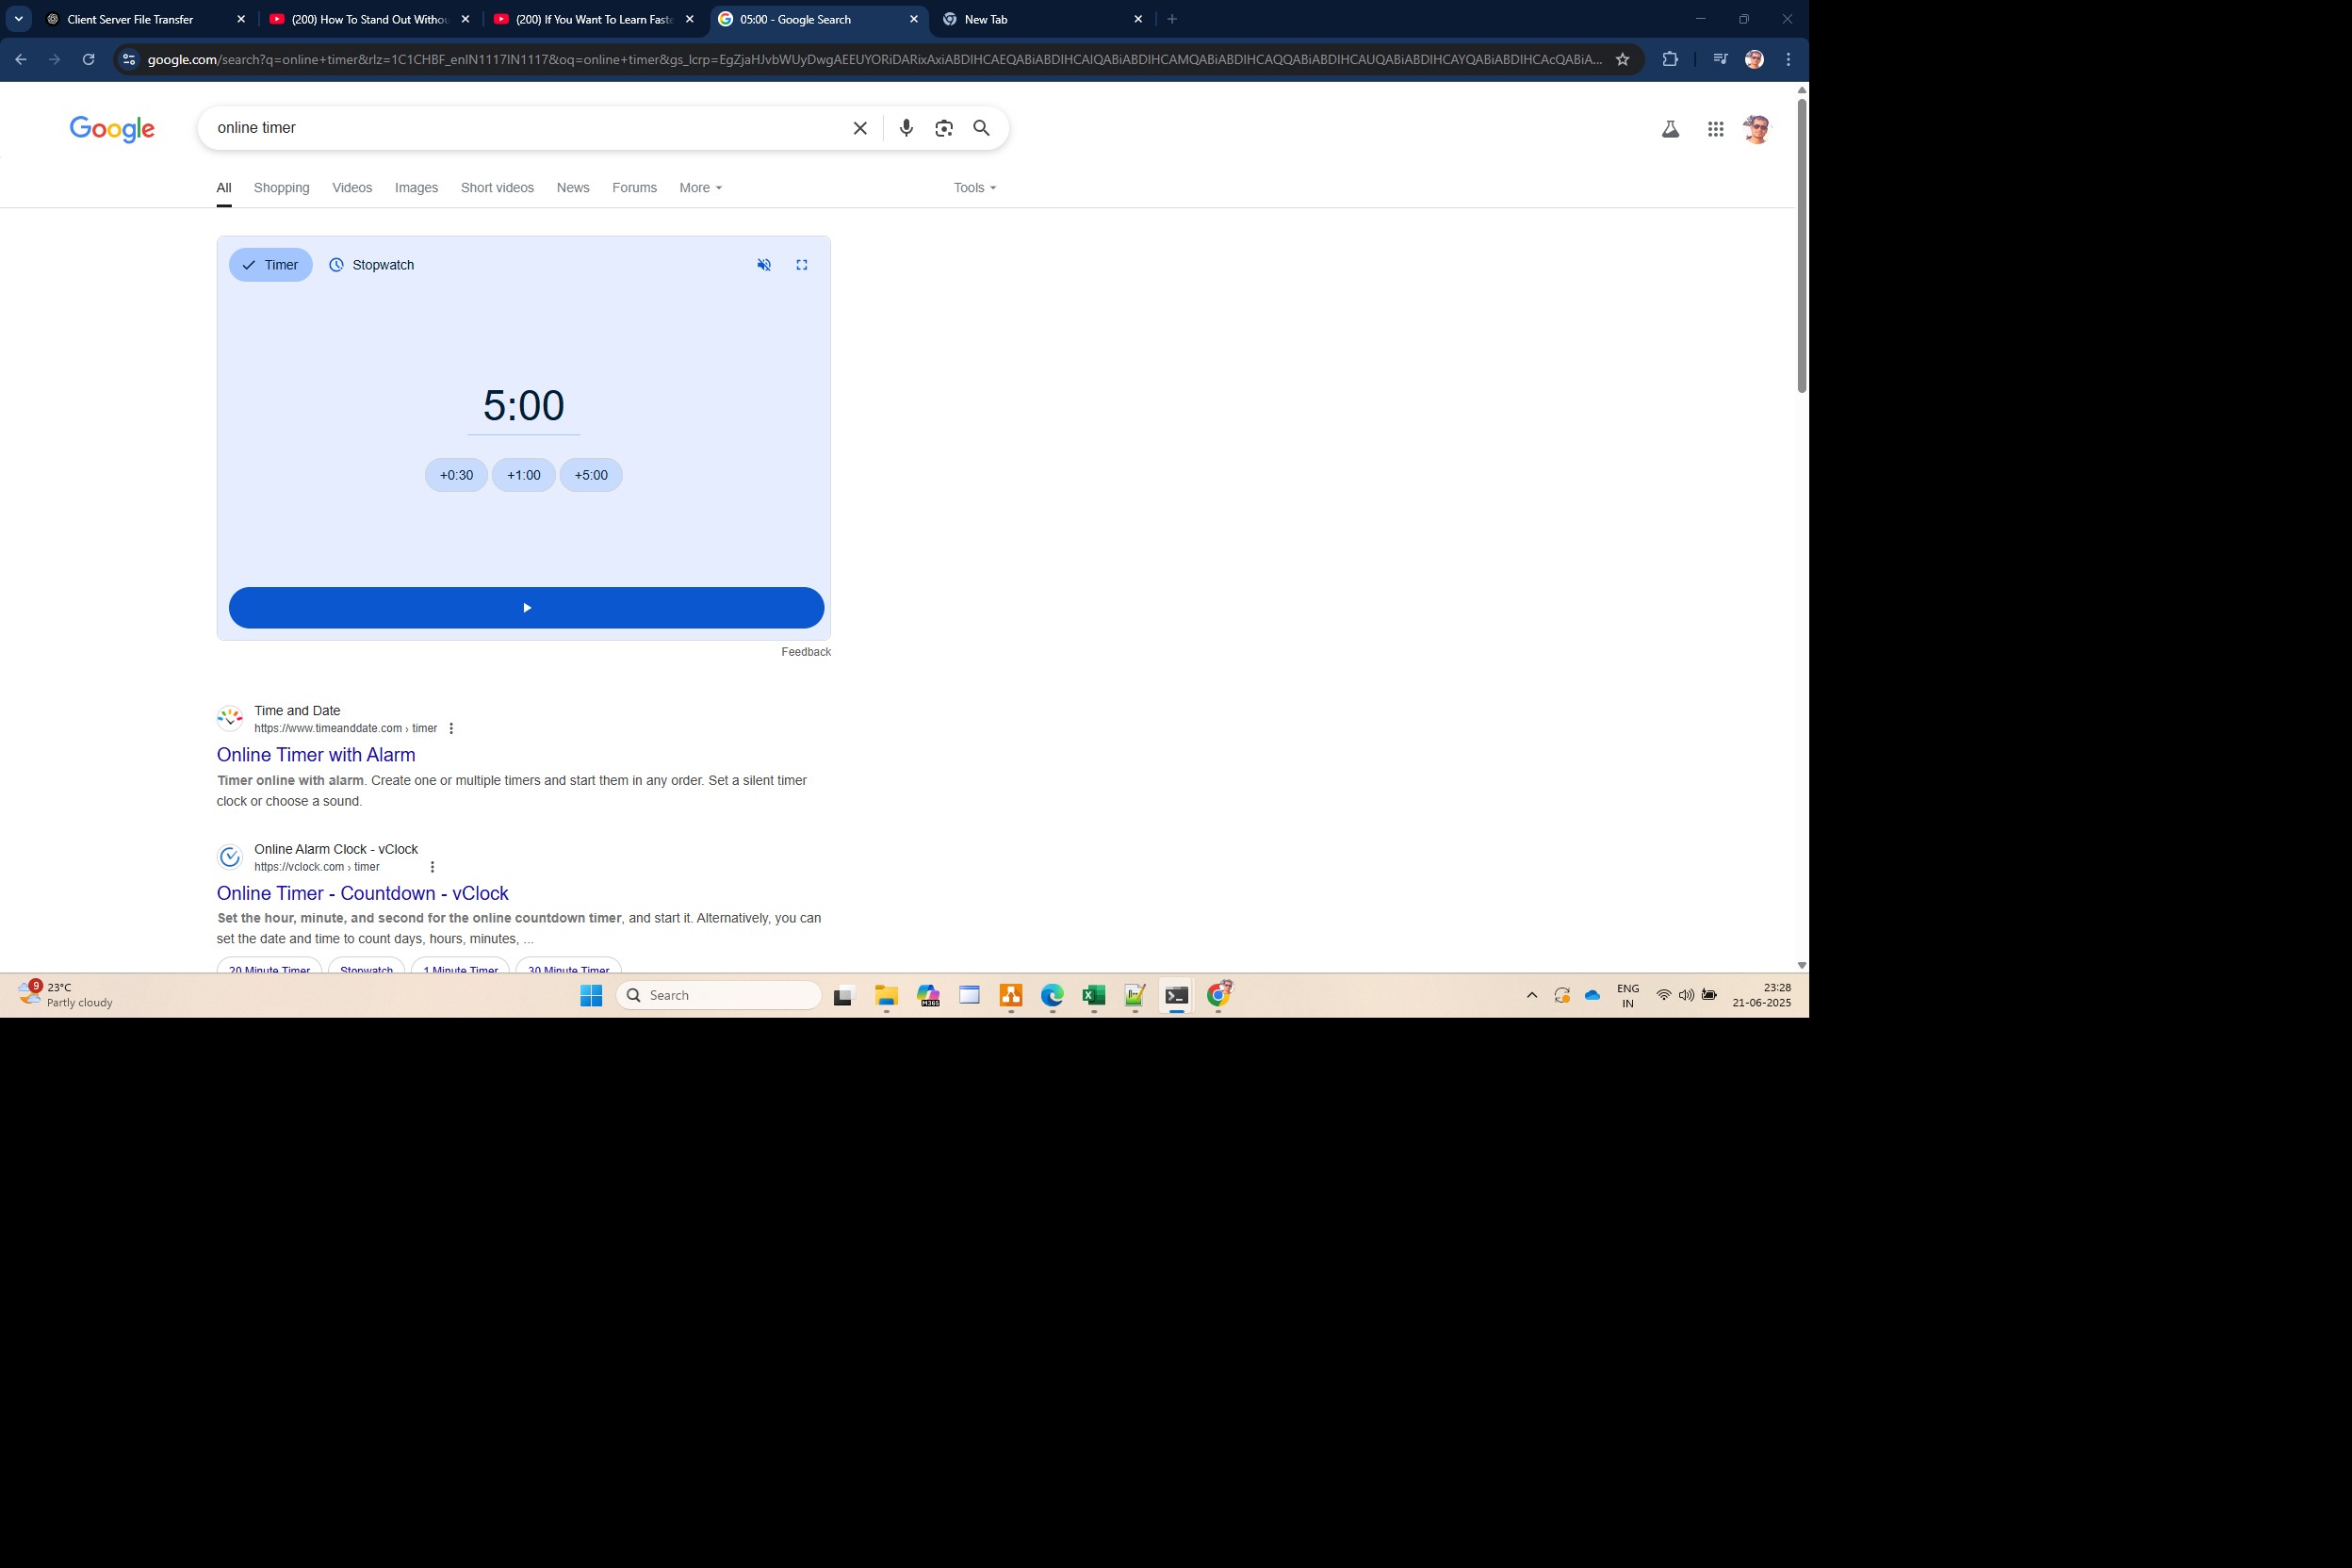 Client Server File Transfer
(200) How To Stand Out Withou
(200) If You Want To Learn Faste
05:00 - Google Search
New Tab
google.com/search?q=online+timer&rlz=1C1CHBF_enIN1117IN1117&oq=online+timer&gs_lcrp=EgZjaHJvbWUyDwgAEEUYORiDARixAxiABDIHCAEQABiABDIHCAIQABiABDIHCAMQABiABDIHCAQQABiABDIHCAUQABiABDIHCAYQABiABDIHCAcQABiA...
Google
online timer
All Shopping Videos Images Short videos News Forums More Tools
Timer Stopwatch
5:00
+0:30 +1:00 +5:00
Feedback
Time and Date
https://www.timeanddate.com › timer
Online Timer with Alarm
Timer online with alarm. Create one or multiple timers and start them in any order. Set a silent timer
clock or choose a sound.
Online Alarm Clock - vClock
https://vclock.com › timer
Online Timer - Countdown - vClock
Set the hour, minute, and second for the online countdown timer, and start it. Alternatively, you can
set the date and time to count days, hours, minutes, ...
20 Minute Timer Stopwatch 1 Minute Timer 30 Minute Timer
9
23°C
Partly cloudy
Search
M365
ENG
IN
23:28
21-06-2025